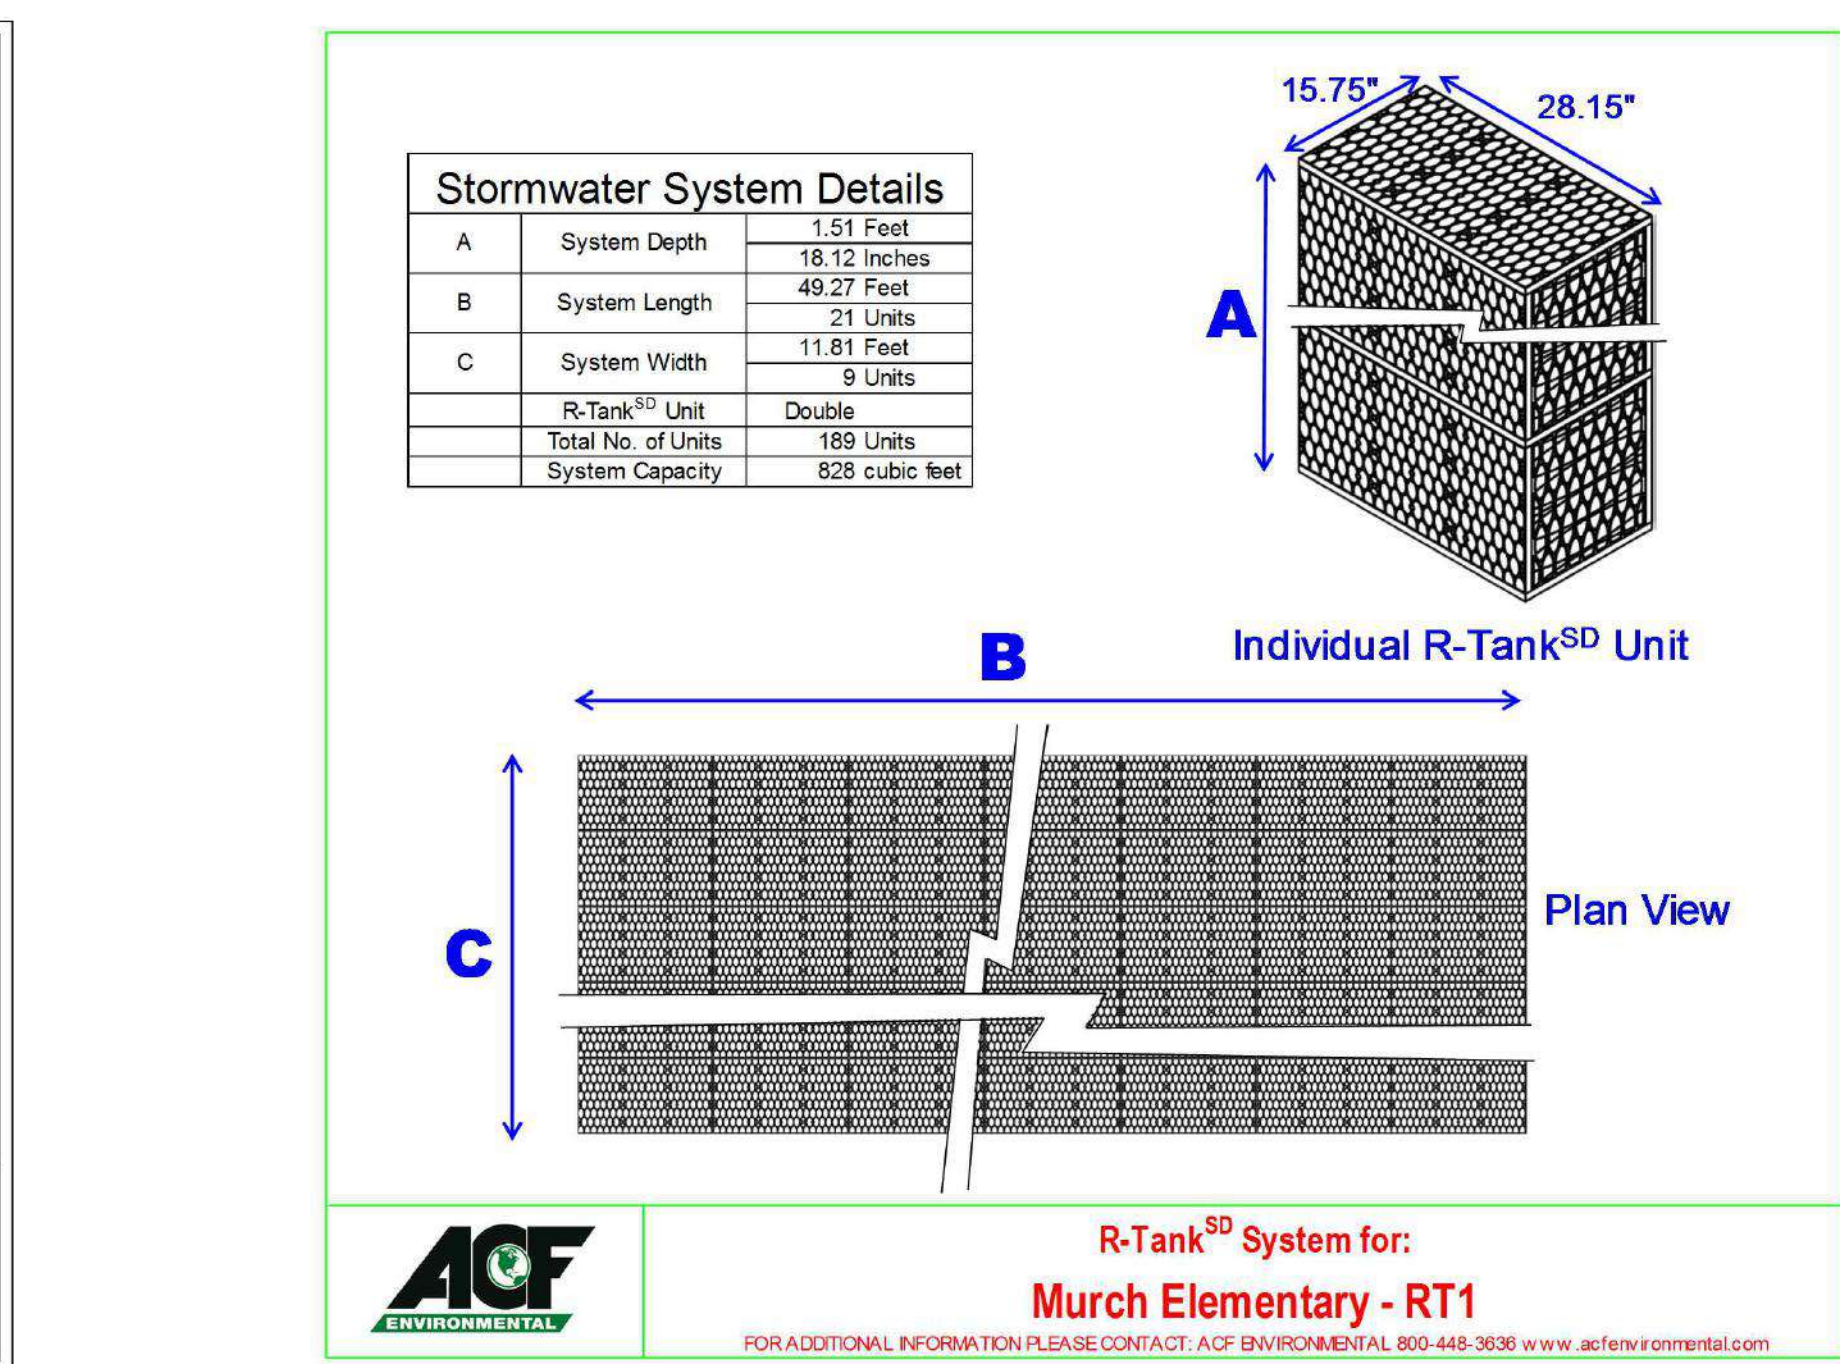 15.75"
28.15"
Stormwater System Details
A System Depth 1.51 Feet
18.12 Inches
B System Length 49.27 Feet
21 Units
C System Width 11.81 Feet
9 Units
R-Tank^SD Unit Double
Total No. of Units 189 Units
System Capacity 828 cubic feet
A
Individual R-Tank^SD Unit
B
C
Plan View
ACF
ENVIRONMENTAL
R-Tank^SD System for:
Murch Elementary - RT1
FOR ADDITIONAL INFORMATION PLEASE CONTACT: ACF ENVIRONMENTAL 800-448-3636 www.acfenvironmental.com